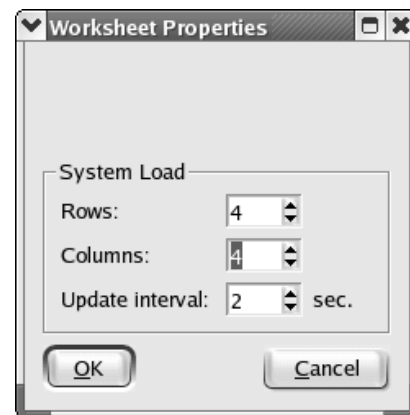 Worksheet Properties
System Load
Rows: 4
Columns: 4
Update interval: 2 sec.
OK Cancel